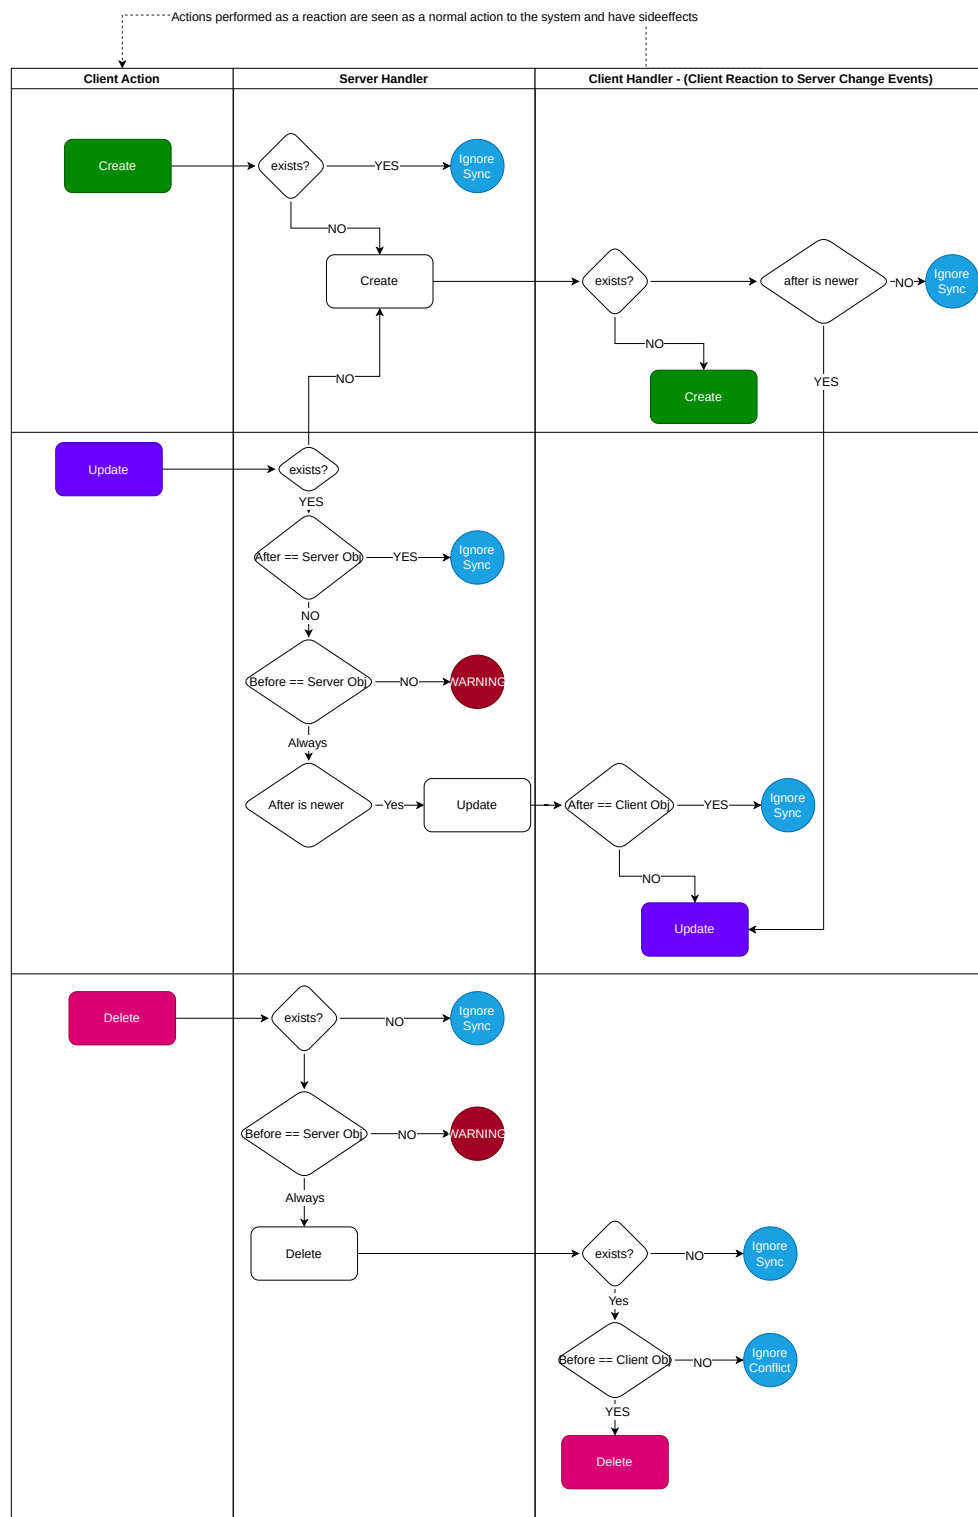 Actions performed as a reaction are seen as a normal action to the system and have sideeffects
Client Action
Server Handler
Client Handler - (Client Reaction to Server Change Events)
Create
exists?
YES
Ignore
Sync
NO
Create
exists?
after is newer
NO
Ignore
Sync
NO
Create
YES
NO
Update
exists?
YES
After == Server Obj
YES
Ignore
Sync
NO
Before == Server Obj
NO
WARNING
Always
After is newer
Yes
Update
After == Client Obj
YES
Ignore
Sync
NO
Update
Delete
exists?
NO
Ignore
Sync
Before == Server Obj
NO
WARNING
Always
Delete
exists?
NO
Ignore
Sync
Yes
Before == Client Obj
NO
Ignore
Conflict
YES
Delete